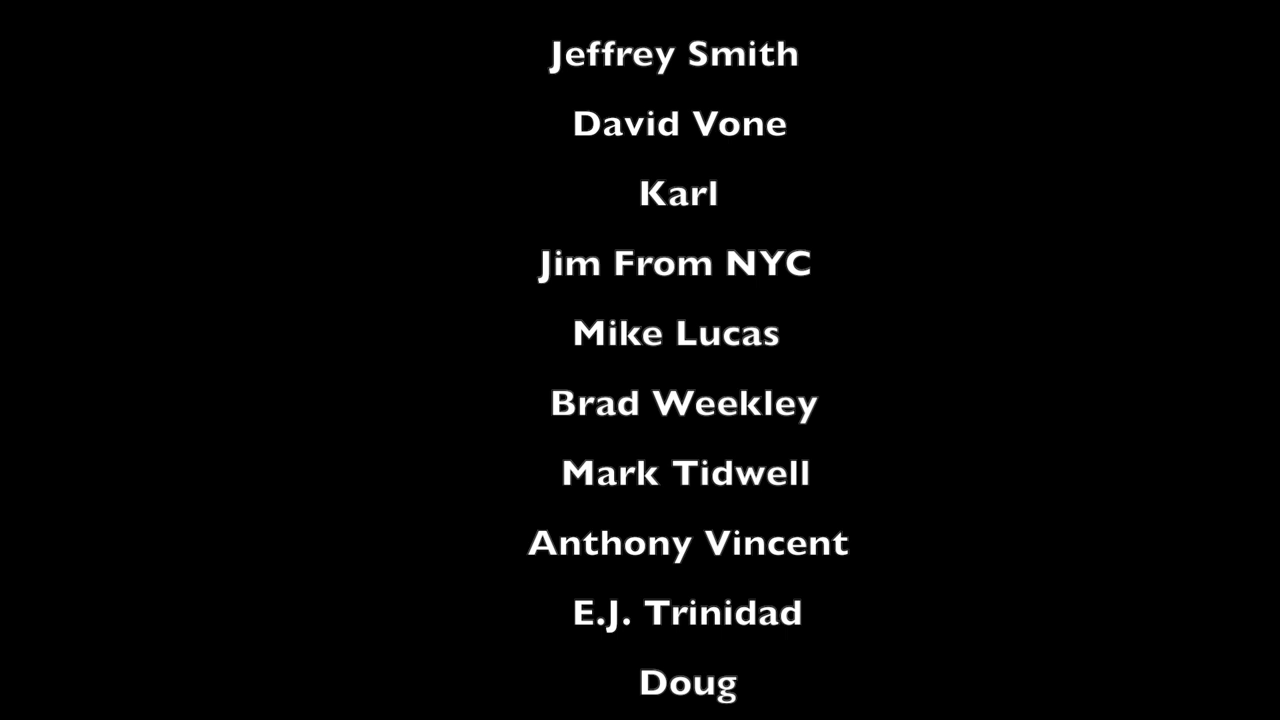 Jeffrey Smith
David Vone
Karl
Jim From NYC
Mike Lucas
Brad Weekley
Mark Tidwell
Anthony Vincent
E.J. Trinidad
Doug